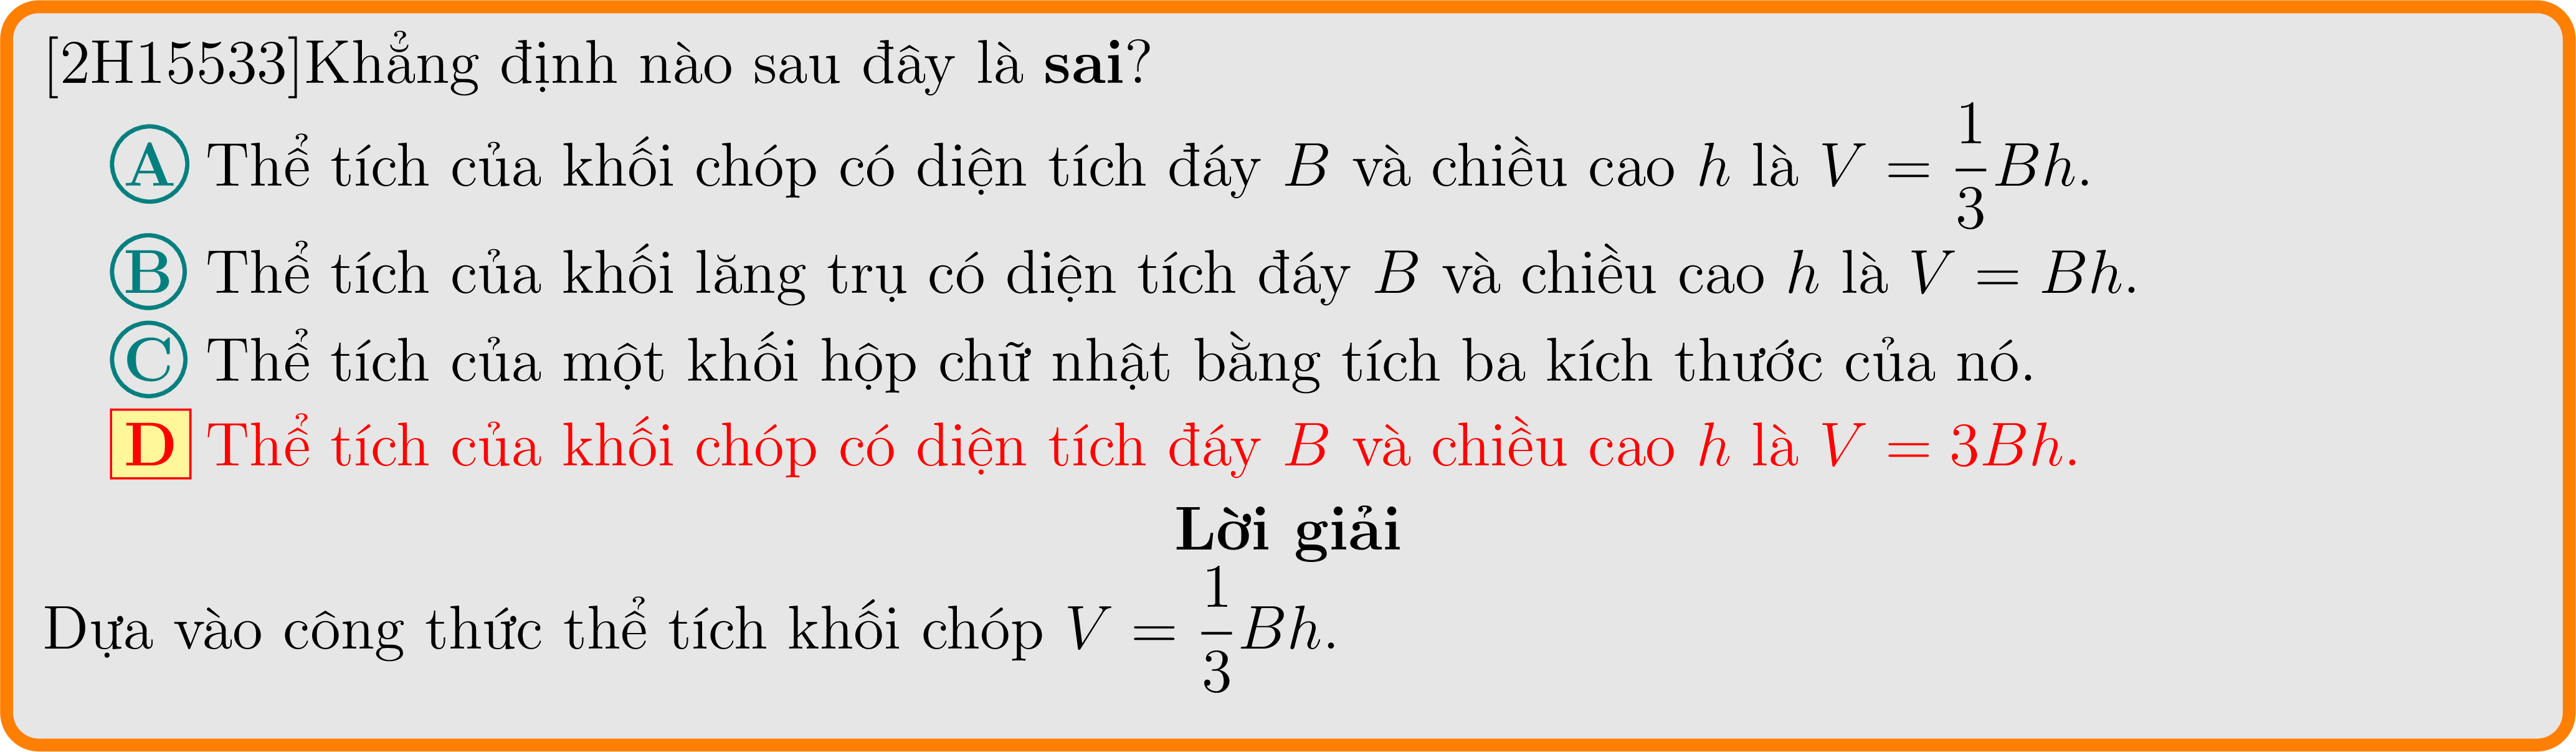 [2H15533]Khẳng định nào sau đây là sai?
A Thể tích của khối chóp có diện tích đáy B và chiều cao h là V = 1/3 Bh.
B Thể tích của khối lăng trụ có diện tích đáy B và chiều cao h là V = Bh.
C Thể tích của một khối hộp chữ nhật bằng tích ba kích thước của nó.
D Thể tích của khối chóp có diện tích đáy B và chiều cao h là V = 3Bh.
Lời giải
Dựa vào công thức thể tích khối chóp V = 1/3 Bh.